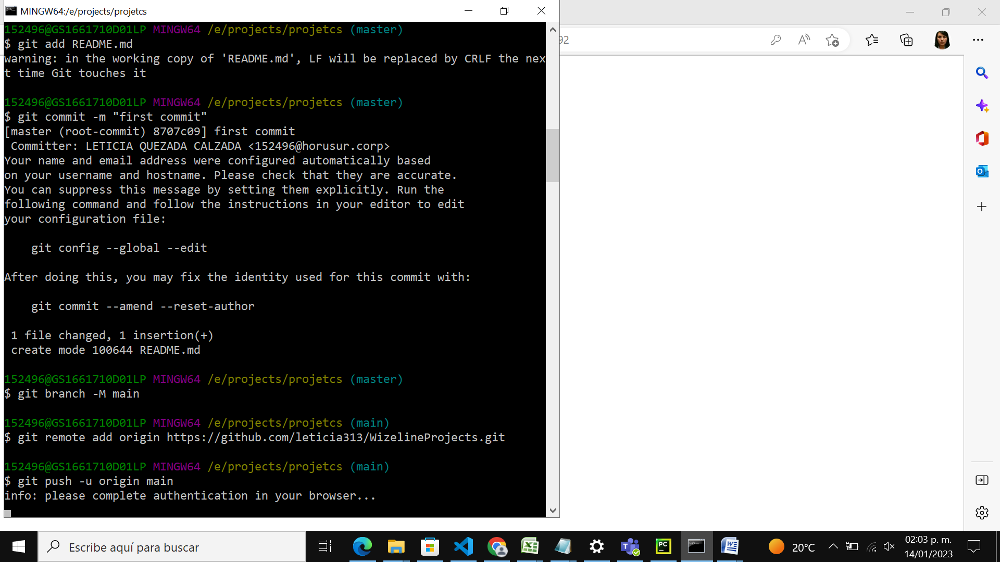 MINGW64:/e/projects/projetcs
152496@GS1661710D01LP MINGW64 /e/projects/projetcs (master)
$ git add README.md
warning: in the working copy of 'README.md', LF will be replaced by CRLF the nex
t time Git touches it
152496@GS1661710D01LP MINGW64 /e/projects/projetcs (master)
$ git commit -m "first commit"
[master (root-commit) 8707c09] first commit
Committer: LETICIA QUEZADA CALZADA <152496@horusur.corp>
Your name and email address were configured automatically based
on your username and hostname. Please check that they are accurate.
You can suppress this message by setting them explicitly. Run the
following command and follow the instructions in your editor to edit
your configuration file:
git config --global --edit
After doing this, you may fix the identity used for this commit with:
git commit --amend --reset-author
1 file changed, 1 insertion(+)
create mode 100644 README.md
152496@GS1661710D01LP MINGW64 /e/projects/projetcs (master)
$ git branch -M main
152496@GS1661710D01LP MINGW64 /e/projects/projetcs (main)
$ git remote add origin https://github.com/leticia313/WizelineProjects.git
152496@GS1661710D01LP MINGW64 /e/projects/projetcs (main)
$ git push -u origin main
info: please complete authentication in your browser...
92
Escribe aquí para buscar
20°C
02:03 p. m.
14/01/2023